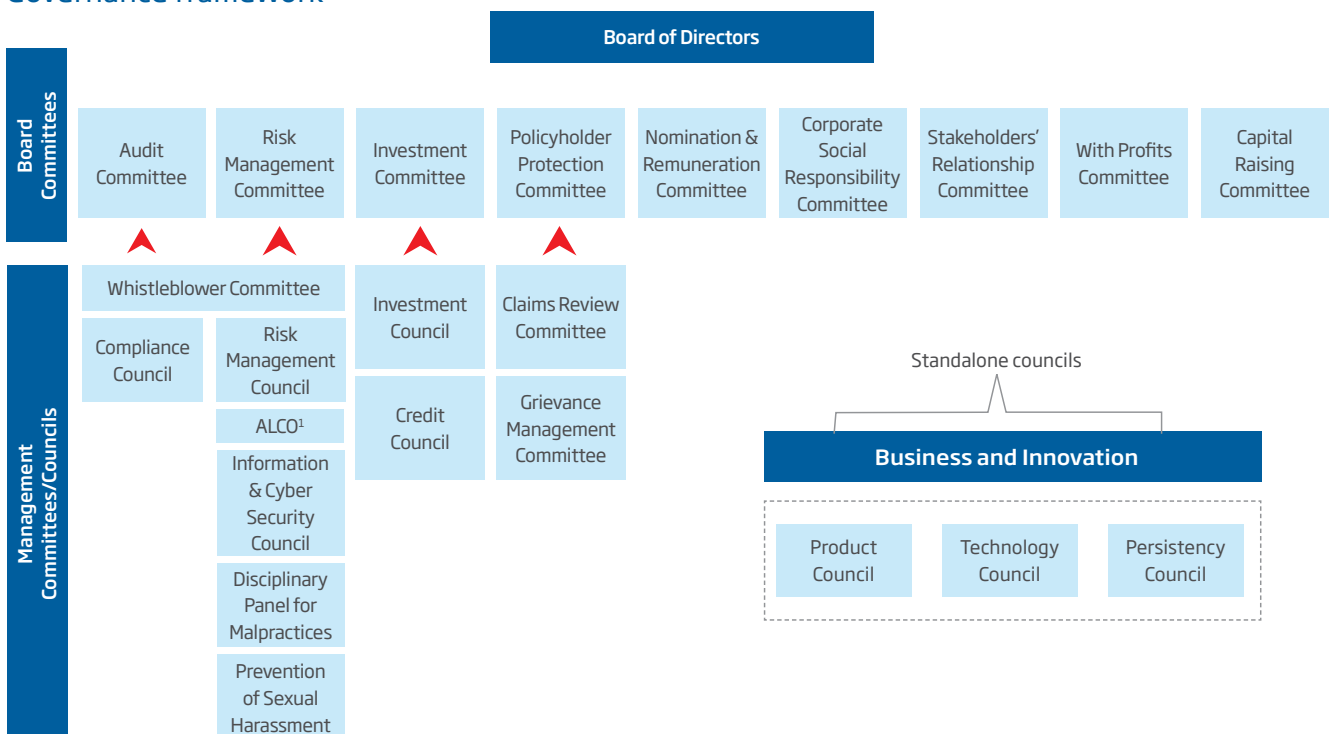 Board of Directors
Board
Committees
Audit
Committee
Risk
Management
Committee
Investment
Committee
Policyholder
Protection
Committee
Nomination &
Remuneration
Committee
Corporate
Social
Responsibility
Committee
Stakeholders'
Relationship
Committee
With Profits
Committee
Capital
Raising
Committee
Management
Committees/Councils
Whistleblower Committee
Compliance
Council
Risk
Management
Council
ALCO¹
Information
& Cyber
Security
Council
Disciplinary
Panel for
Malpractices
Prevention
of Sexual
Harassment
Investment
Council
Credit
Council
Claims Review
Committee
Grievance
Management
Committee
Standalone councils
Business and Innovation
Product
Council
Technology
Council
Persistency
Council